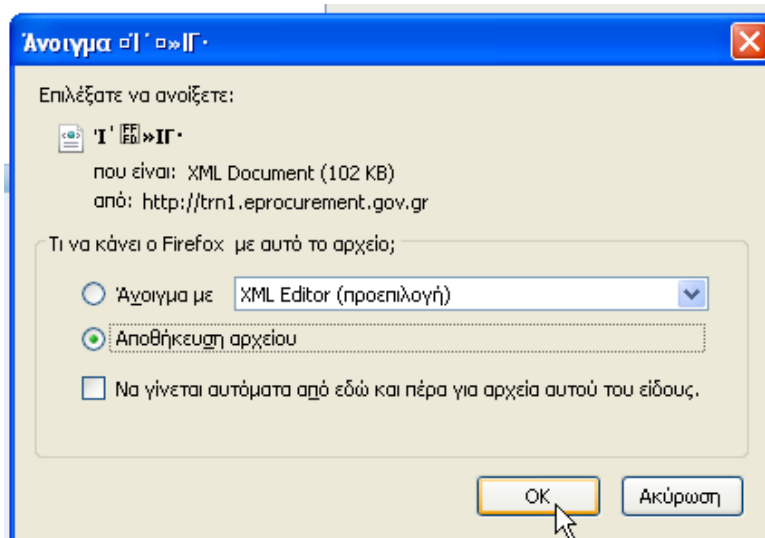 Άνοιγμα
Επιλέξατε να ανοίξετε:
που είναι: XML Document (102 KB)
από: http://trn1.eprocurement.gov.gr
Τι να κάνει ο Firefox με αυτό το αρχείο;
Άνοιγμα με XML Editor (προεπιλογή)
Αποθήκευση αρχείου
Να γίνεται αυτόματα από εδώ και πέρα για αρχεία αυτού του είδους.
OK Ακύρωση